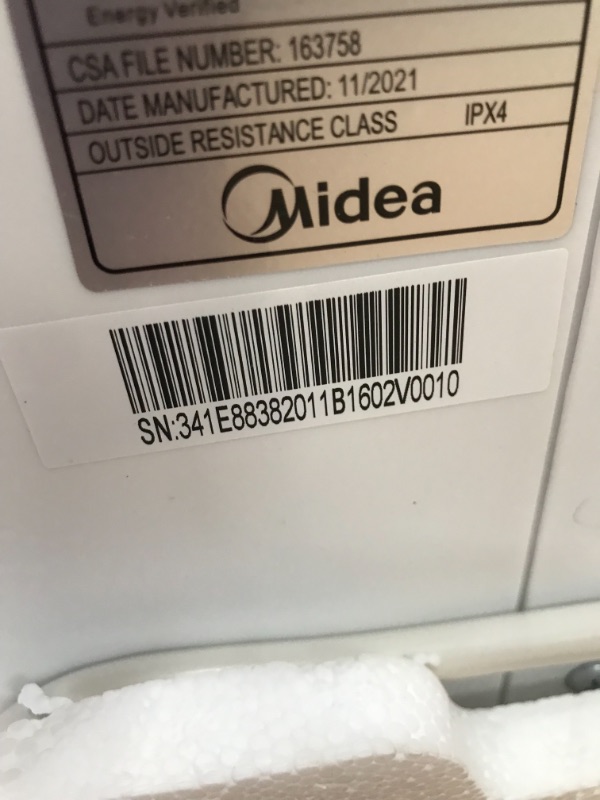 Energy Verified
CSA FILE NUMBER: 163758
DATE MANUFACTURED: 11/2021
OUTSIDE RESISTANCE CLASS IPX4
Midea
SN:341E88382011B1602V0010